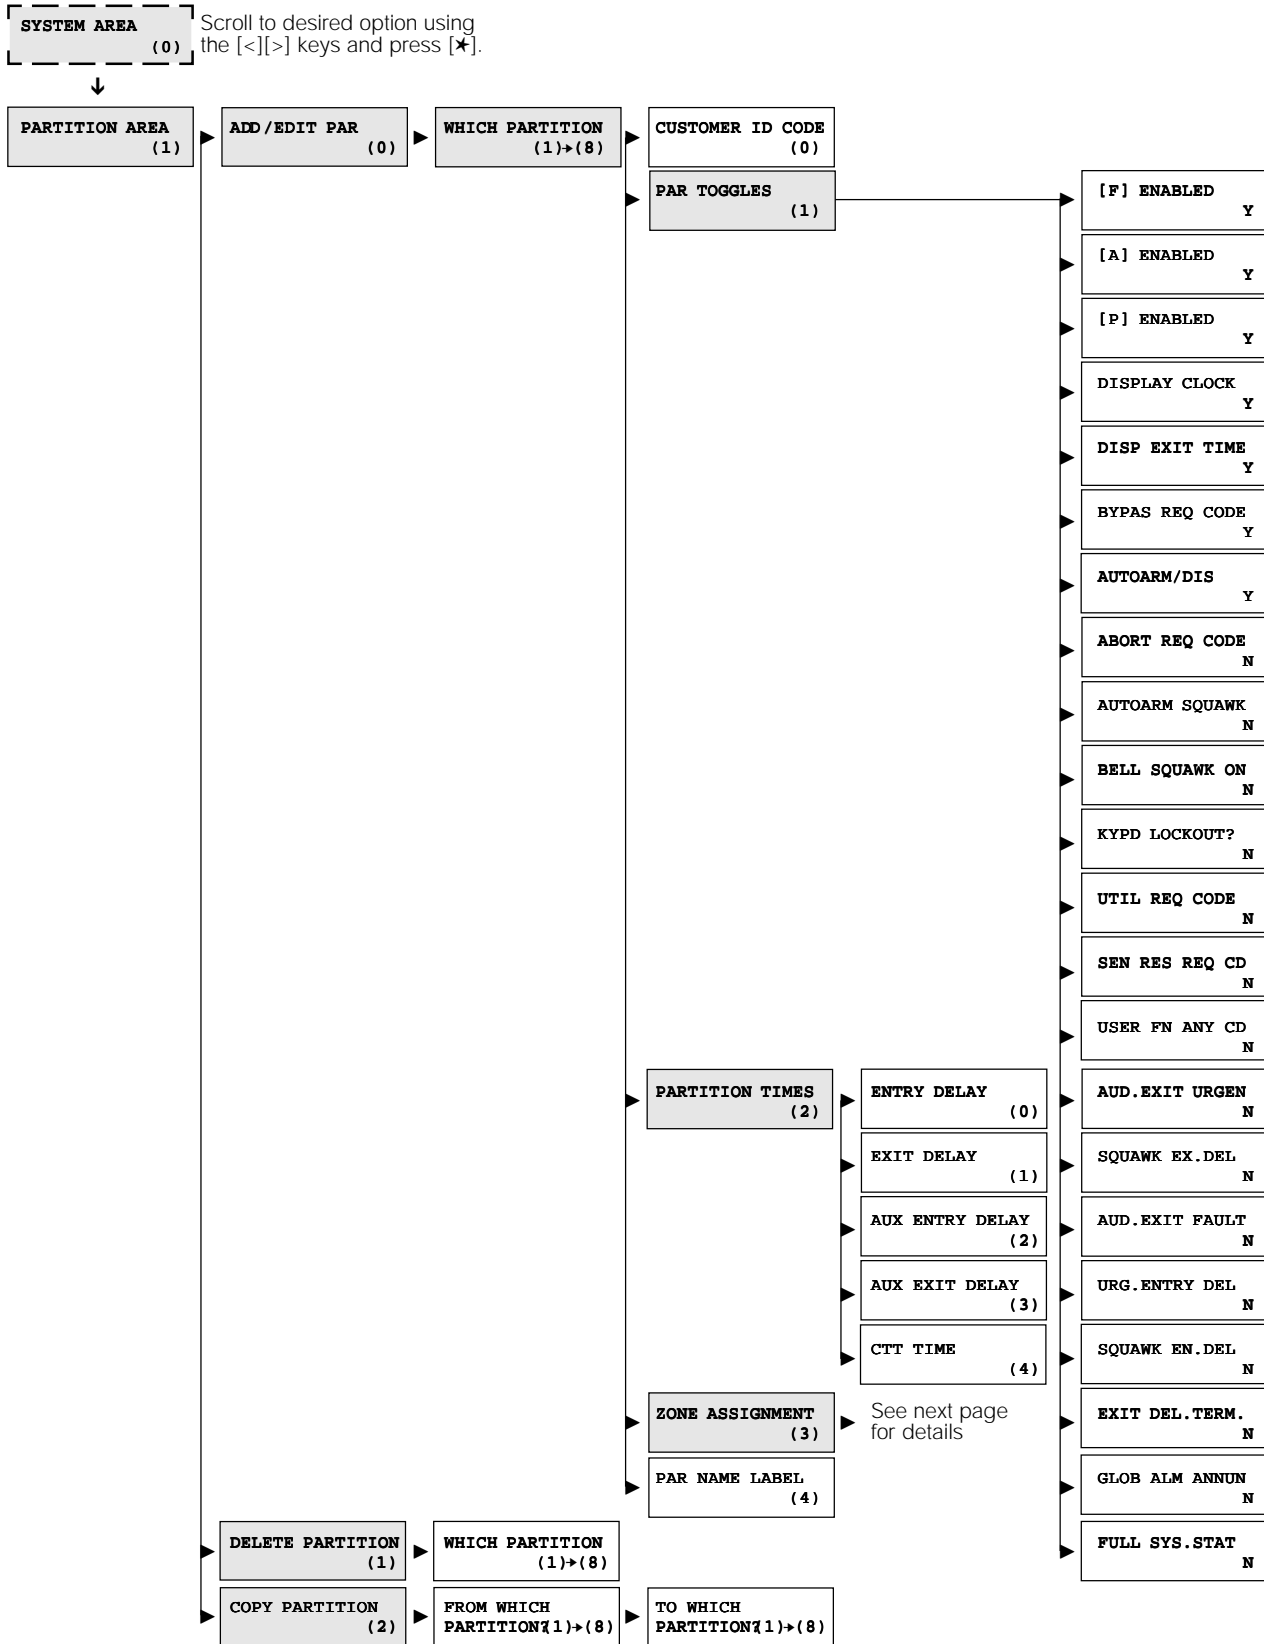 SYSTEM AREA
(0)
Scroll to desired option using
the [<][>] keys and press [✶].
PARTITION AREA
(1)
ADD/EDIT PAR
(0)
WHICH PARTITION
(1)→(8)
CUSTOMER ID CODE
(0)
PAR TOGGLES
(1)
[F] ENABLED
Y
[A] ENABLED
Y
[P] ENABLED
Y
DISPLAY CLOCK
Y
DISP EXIT TIME
Y
BYPAS REQ CODE
Y
AUTOARM/DIS
Y
ABORT REQ CODE
N
AUTOARM SQUAWK
N
BELL SQUAWK ON
N
KYPD LOCKOUT?
N
UTIL REQ CODE
N
SEN RES REQ CD
N
USER FN ANY CD
N
AUD.EXIT URGEN
N
SQUAWK EX.DEL
N
AUD.EXIT FAULT
N
URG.ENTRY DEL
N
SQUAWK EN.DEL
N
EXIT DEL.TERM.
N
GLOB ALM ANNUN
N
FULL SYS.STAT
N
PARTITION TIMES
(2)
ENTRY DELAY
(0)
EXIT DELAY
(1)
AUX ENTRY DELAY
(2)
AUX EXIT DELAY
(3)
CTT TIME
(4)
ZONE ASSIGNMENT
(3)
See next page
for details
PAR NAME LABEL
(4)
DELETE PARTITION
(1)
WHICH PARTITION
(1)→(8)
COPY PARTITION
(2)
FROM WHICH
PARTITION?(1)→(8)
TO WHICH
PARTITION?(1)→(8)